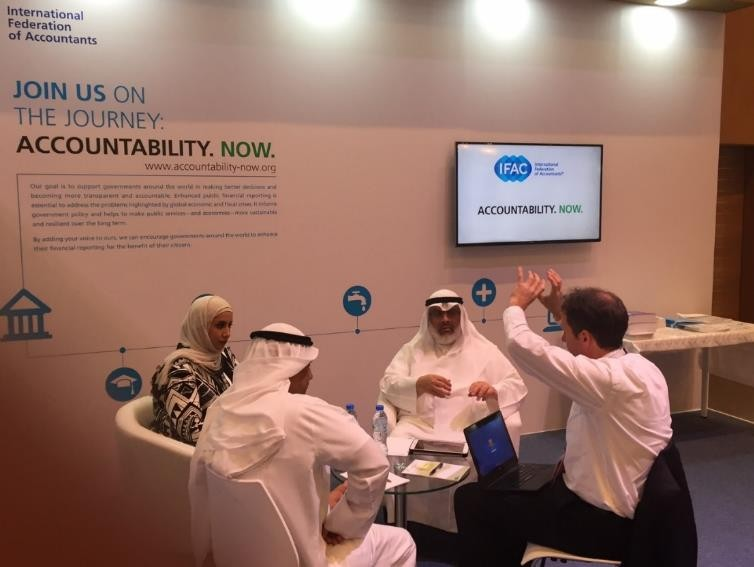 International
Federation
of Accountants
JOIN US ON
THE JOURNEY:
ACCOUNTABILITY. NOW.
www.accountability-now.org
Our goal is to support governments around the world in making better decisions and
becoming more transparent and accountable. Enhanced public financial reporting is
essential to address the problems highlighted by global economic and fiscal crises. It informs
government policy and helps to make public services—and economies—more sustainable
and resilient over the long term.
By adding your voice to ours, we can encourage governments around the world to enhance
their financial reporting for the benefit of their citizens.
IFAC
International
Federation
of Accountants®
ACCOUNTABILITY. NOW.